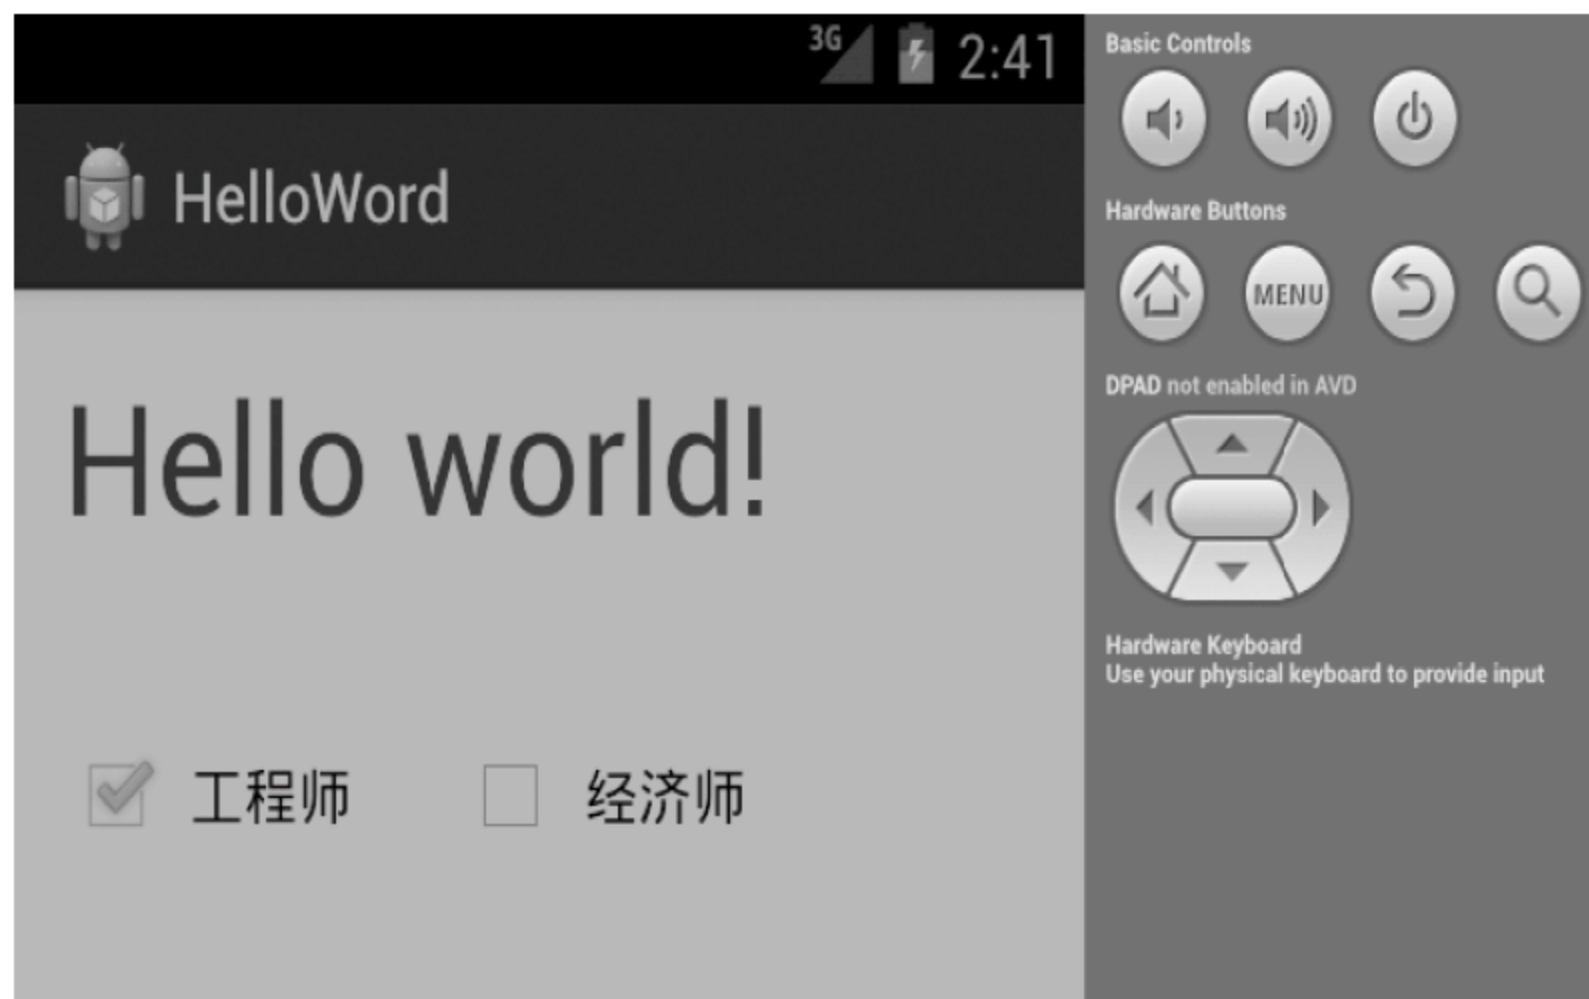 3G 2:41
HelloWord
Hello world!
工程师 经济师
Basic Controls
Hardware Buttons
MENU
DPAD not enabled in AVD
Hardware Keyboard
Use your physical keyboard to provide input